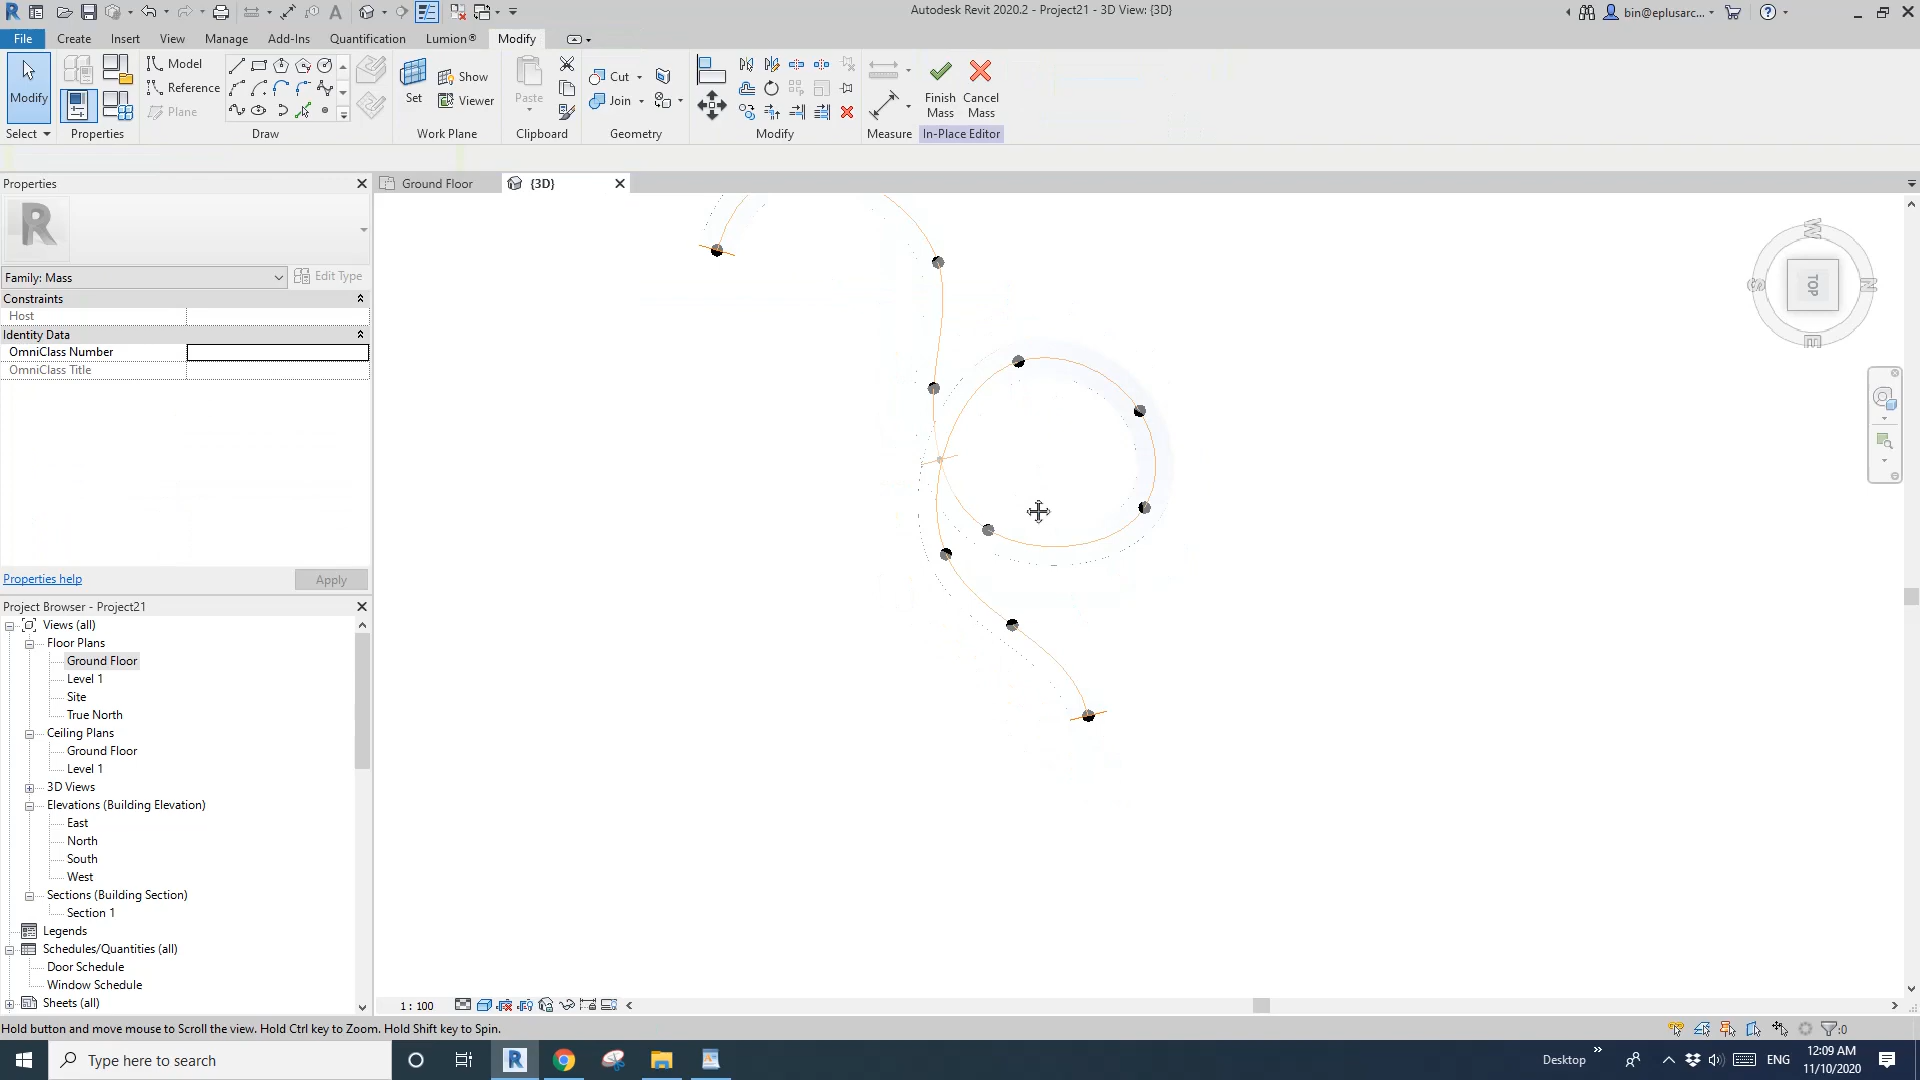 Autodesk Revit 2020.2 - Project21 - 3D View: {3D}
bin@eplusarc...
File Create Insert View Manage Add-Ins Quantification Lumion® Modify
Modify
Select
Properties
Model
Reference
Plane
Draw
Set
Show
Viewer
Work Plane
Paste
Clipboard
Cut
Join
Geometry
Modify
Measure
Finish Mass
Cancel Mass
In-Place Editor
Properties
Ground Floor
{3D}
Family: Mass
Edit Type
Constraints
Host
Identity Data
OmniClass Number
OmniClass Title
Properties help
Apply
Project Browser - Project21
Views (all)
Floor Plans
Ground Floor
Level 1
Site
True North
Ceiling Plans
Ground Floor
Level 1
3D Views
Elevations (Building Elevation)
East
North
South
West
Sections (Building Section)
Section 1
Legends
Schedules/Quantities (all)
Door Schedule
Window Schedule
Sheets (all)
W
S
TOP
N
E
1 : 100
Hold button and move mouse to Scroll the view. Hold Ctrl key to Zoom. Hold Shift key to Spin.
:0
Type here to search
Desktop
ENG
12:09 AM
11/10/2020